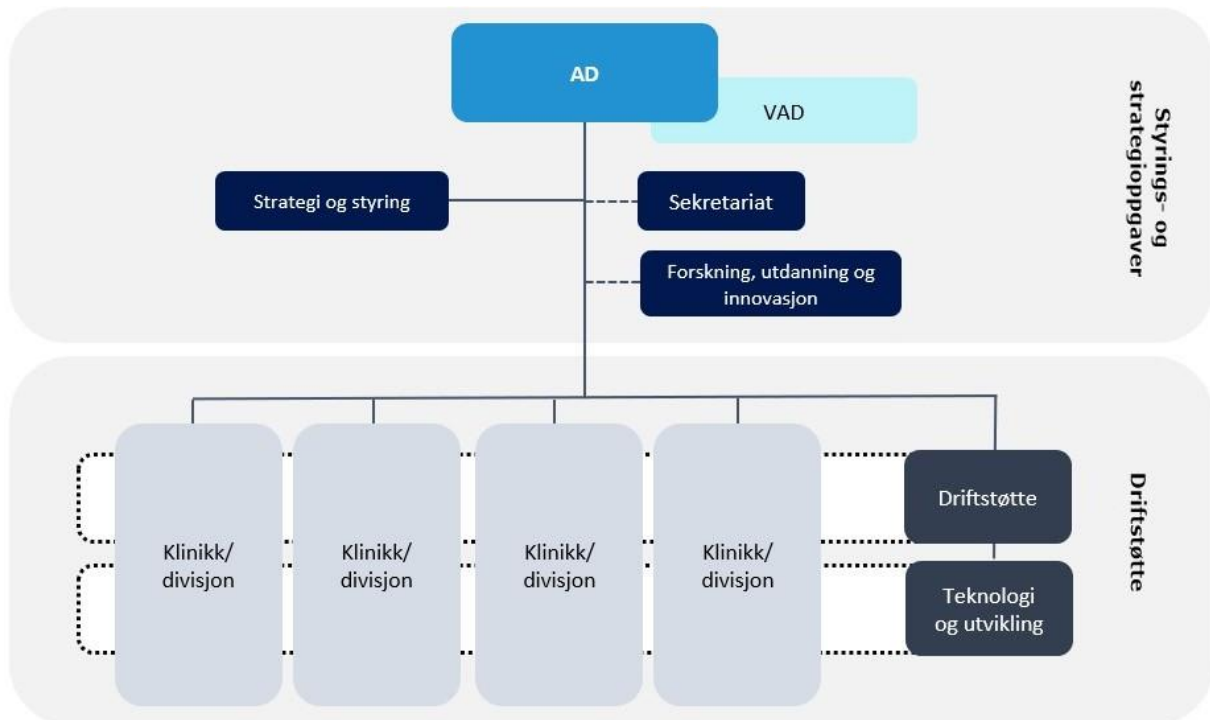 AD
VAD
Styrings- og
strategioppgaver
Strategi og styring
Sekretariat
Forskning, utdanning og
innovasjon
Klinikk/
divisjon
Klinikk/
divisjon
Klinikk/
divisjon
Klinikk/
divisjon
Driftstøtte
Teknologi
og utvikling
Driftstøtte